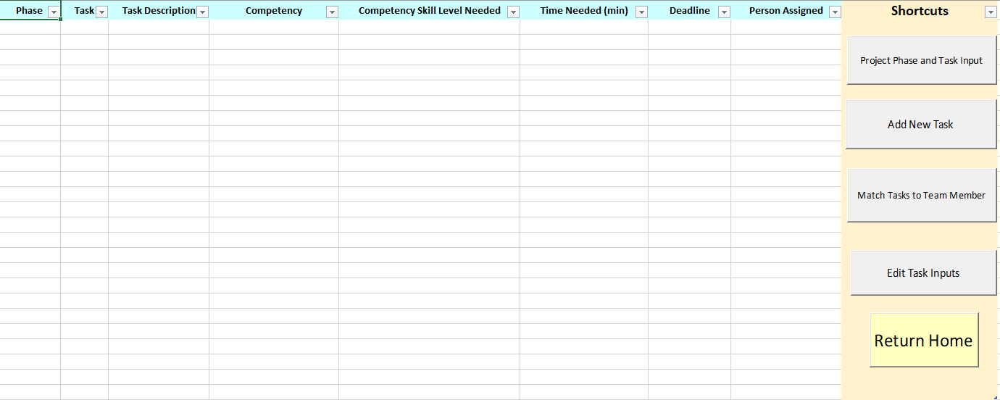 Phase Task Task Description Competency Competency Skill Level Needed Time Needed (min) Deadline Person Assigned Shortcuts
Project Phase and Task Input
Add New Task
Match Tasks to Team Member
Edit Task Inputs
Return Home